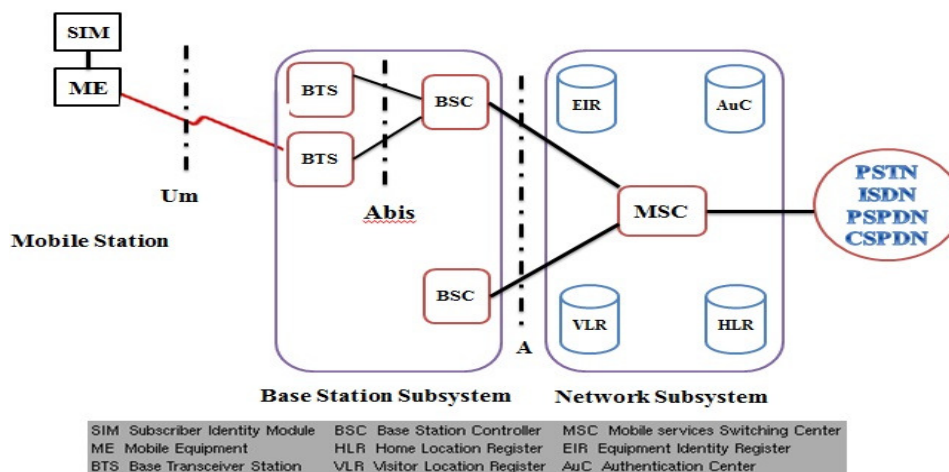 SIM
ME
Um
Mobile Station
BTS
BTS
Abis
BSC
BSC
A
Base Station Subsystem
EIR
AuC
MSC
VLR
HLR
Network Subsystem
PSTN
ISDN
PSPDN
CSPDN
SIM Subscriber Identity Module BSC Base Station Controller MSC Mobile services Switching Center
ME Mobile Equipment HLR Home Location Register EIR Equipment Identity Register
BTS Base Transceiver Station VLR Visitor Location Register AuC Authentication Center